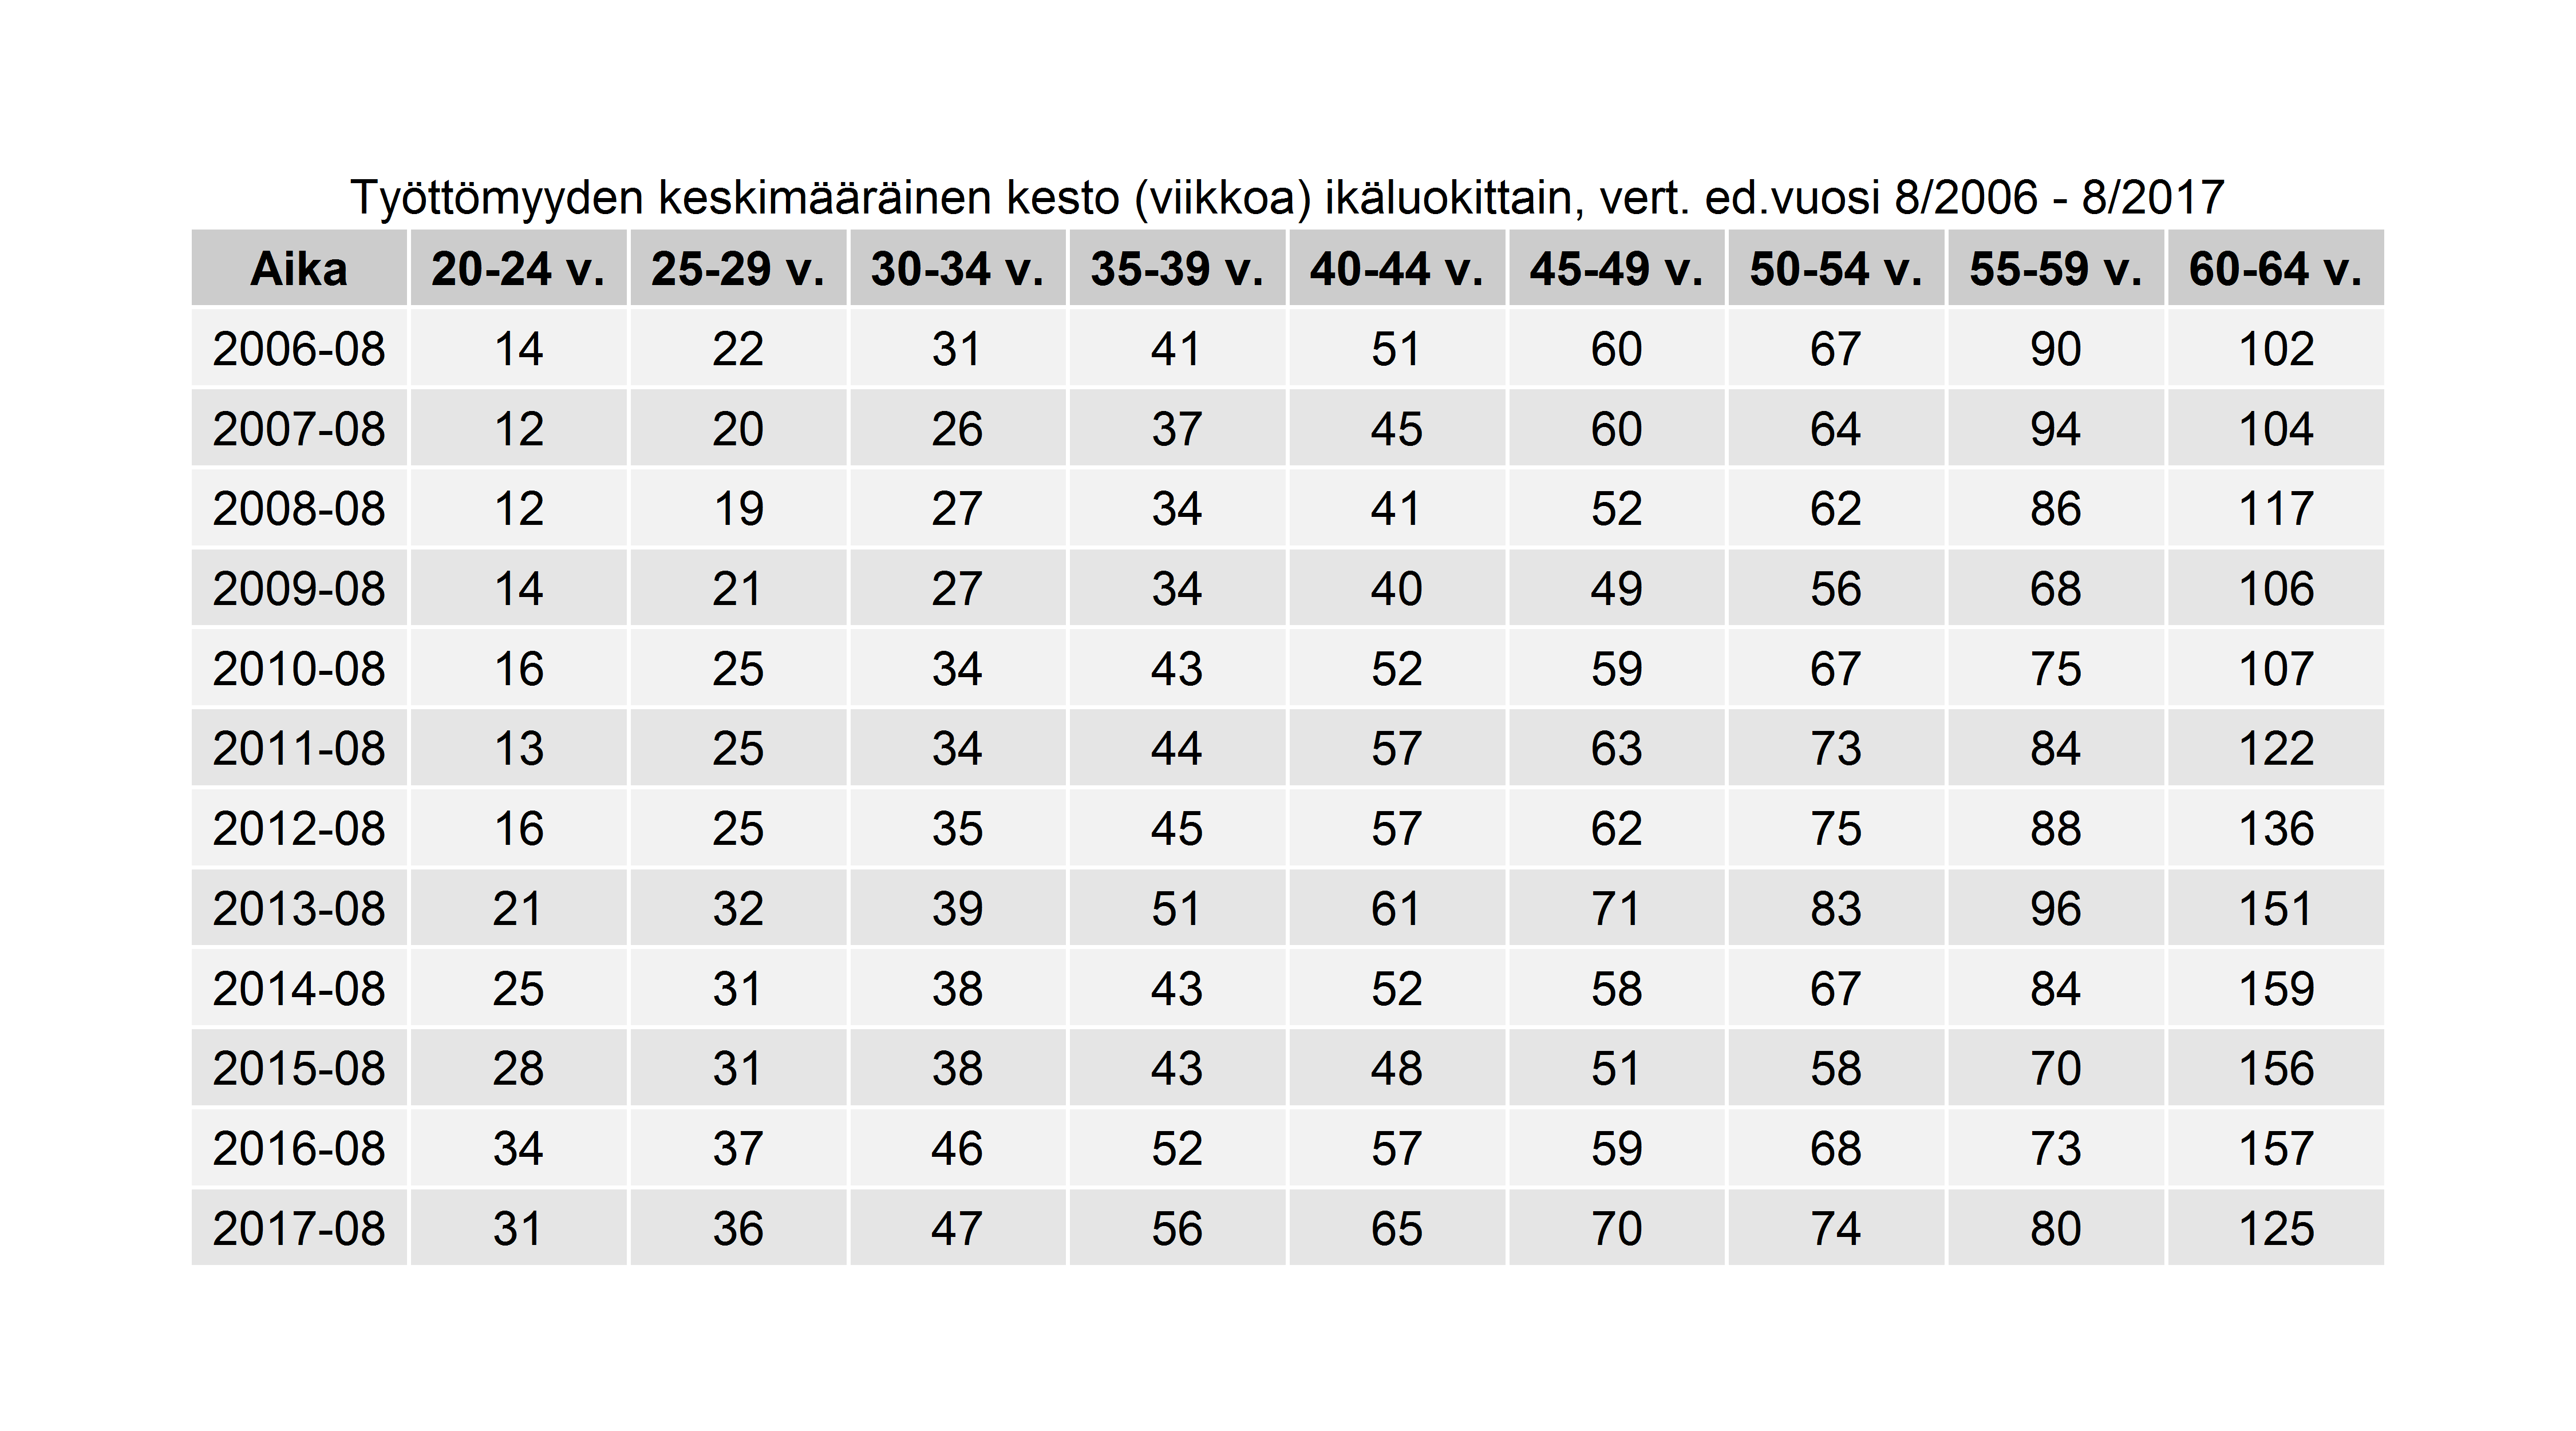 Työttömyyden keskimääräinen kesto (viikkoa) ikäluokittain, vert. ed.vuosi 8/2006 - 8/2017
Aika 20-24 v. 25-29 v. 30-34 v. 35-39 v. 40-44 v. 45-49 v. 50-54 v. 55-59 v. 60-64 v.
2006-08 14 22 31 41 51 60 67 90 102
2007-08 12 20 26 37 45 60 64 94 104
2008-08 12 19 27 34 41 52 62 86 117
2009-08 14 21 27 34 40 49 56 68 106
2010-08 16 25 34 43 52 59 67 75 107
2011-08 13 25 34 44 57 63 73 84 122
2012-08 16 25 35 45 57 62 75 88 136
2013-08 21 32 39 51 61 71 83 96 151
2014-08 25 31 38 43 52 58 67 84 159
2015-08 28 31 38 43 48 51 58 70 156
2016-08 34 37 46 52 57 59 68 73 157
2017-08 31 36 47 56 65 70 74 80 125